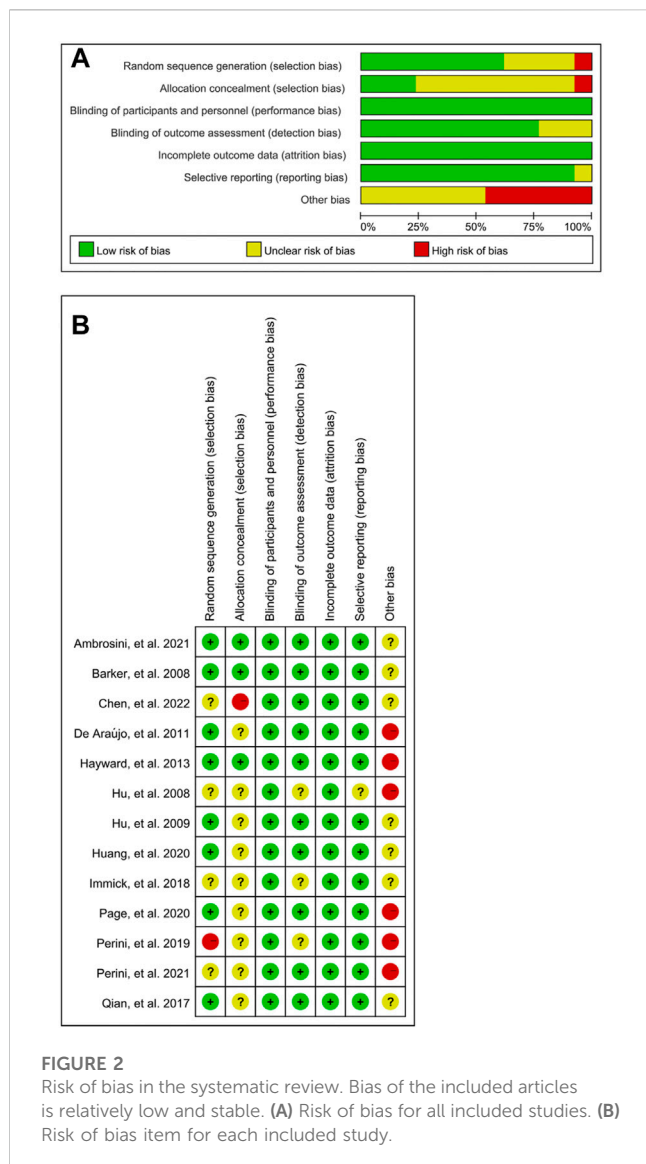 A
Random sequence generation (selection bias)
Allocation concealment (selection bias)
Blinding of participants and personnel (performance bias)
Blinding of outcome assessment (detection bias)
Incomplete outcome data (attrition bias)
Selective reporting (reporting bias)
Other bias
0% 25% 50% 75% 100%
Low risk of bias Unclear risk of bias High risk of bias
B
Random sequence generation (selection bias)
Allocation concealment (selection bias)
Blinding of participants and personnel (performance bias)
Blinding of outcome assessment (detection bias)
Incomplete outcome data (attrition bias)
Selective reporting (reporting bias)
Other bias
Ambrosini, et al. 2021 + + + + + + ?
Barker, et al. 2008 + + + + + + ?
Chen, et al. 2022 ? - + + + + ?
De Araújo, et al. 2011 + ? + + + + -
Hayward, et al. 2013 + + + + + + -
Hu, et al. 2008 ? ? + ? + ? -
Hu, et al. 2009 + ? + + + + ?
Huang, et al. 2020 + ? + + + + ?
Immick, et al. 2018 ? ? + ? + + ?
Page, et al. 2020 + ? + + + + -
Perini, et al. 2019 - ? + ? + + -
Perini, et al. 2021 ? ? + + + + -
Qian, et al. 2017 + ? + + + + ?
FIGURE 2
Risk of bias in the systematic review. Bias of the included articles
is relatively low and stable. (A) Risk of bias for all included studies. (B)
Risk of bias item for each included study.